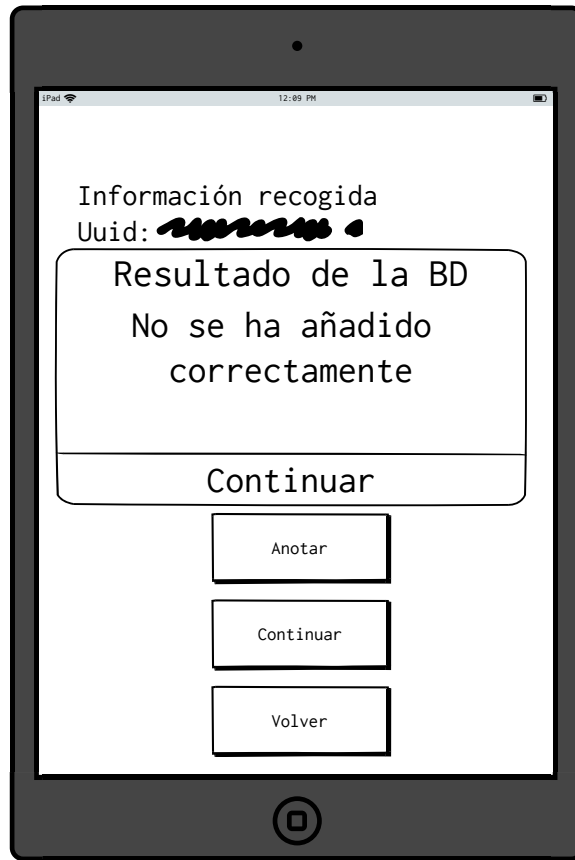 iPad
12:09 PM
Información recogida
Uuid:
Resultado de la BD
No se ha añadido
correctamente
Continuar
Anotar
Continuar
Volver